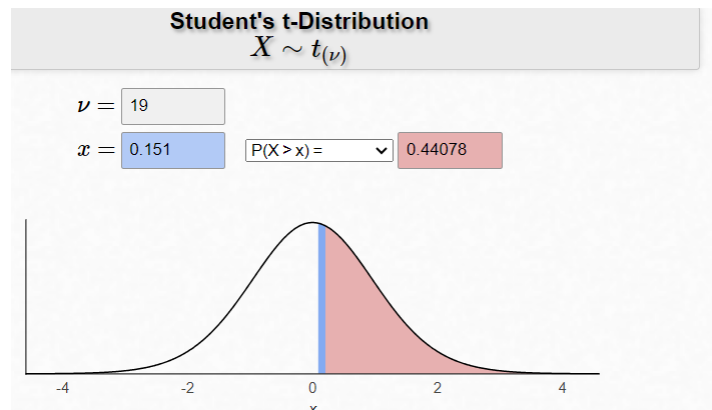 Student's t-Distribution
X ~ t(ν)
ν = 19
x = 0.151 P(X > x) = 0.44078
-4 -2 0 2 4
x